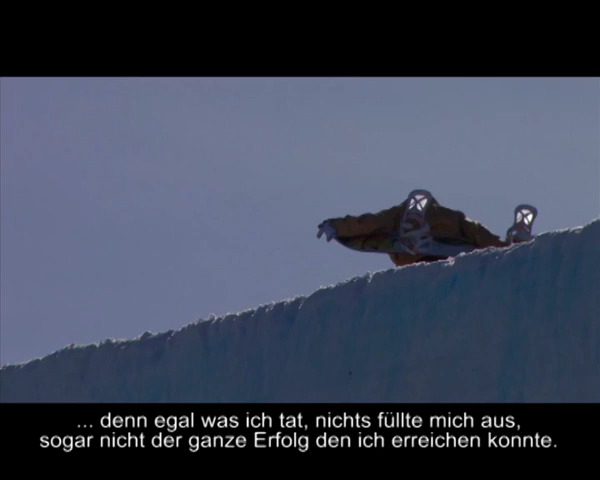 ... denn egal was ich tat, nichts füllte mich aus,
sogar nicht der ganze Erfolg den ich erreichen konnte.